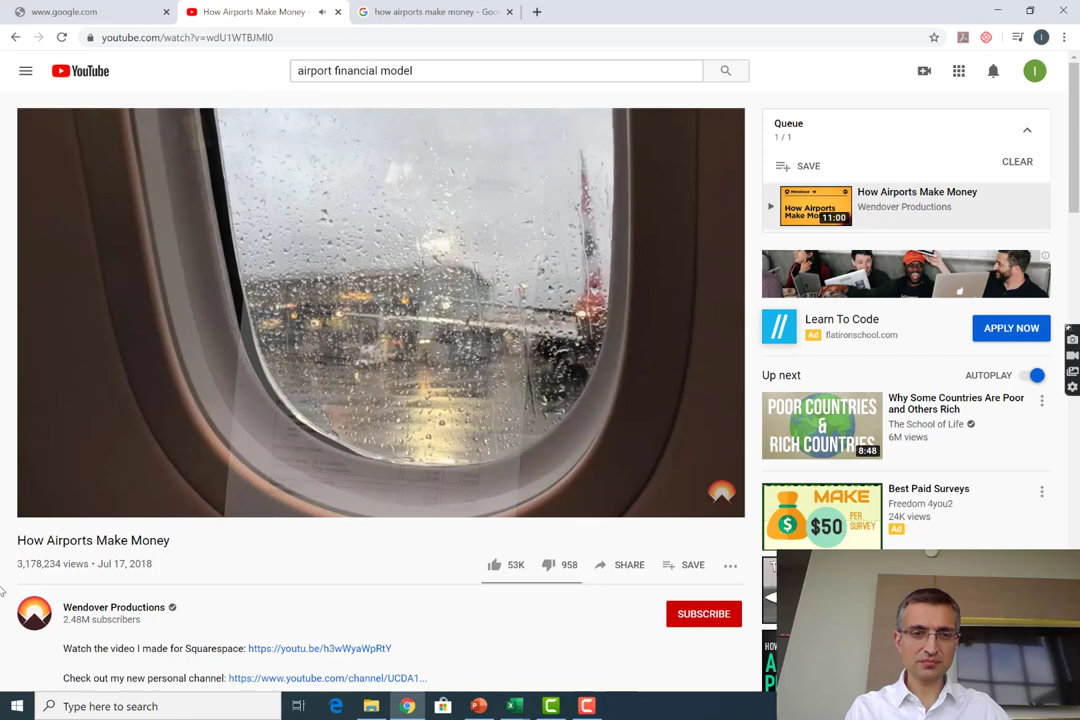 www.google.com
How Airports Make Money -
how airports make money - Goo
youtube.com/watch?v=wdU1WTBJMl0
YouTube
airport financial model
I
I
Queue
1 / 1
SAVE
CLEAR
How Airports Make Money
Wendover Productions
How Airports
Make Mo
11:00
Learn To Code
Ad flatironschool.com
APPLY NOW
Up next
AUTOPLAY
POOR COUNTRIES
&
RICH COUNTRIES
8:48
Why Some Countries Are Poor
and Others Rich
The School of Life
6M views
MAKE
$50
PER
SURVEY
Best Paid Surveys
Freedom 4you2
24K views
Ad
How Airports Make Money
3,178,234 views • Jul 17, 2018
53K
958
SHARE
SAVE
Wendover Productions
2.48M subscribers
SUBSCRIBE
Watch the video I made for Squarespace: https://youtu.be/h3wWyaWpRtY
Check out my new personal channel: https://www.youtube.com/channel/UCDA1...
Type here to search